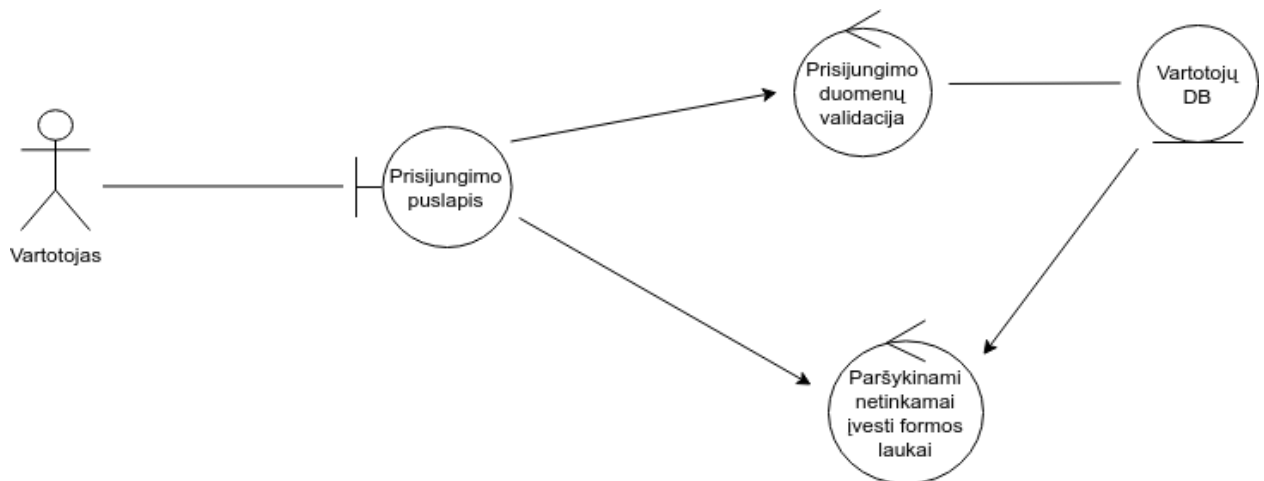 Vartotojas
Prisijungimo
puslapis
Prisijungimo
duomenų
validacija
Vartotojų
DB
Paršykinami
netinkamai
įvesti formos
laukai